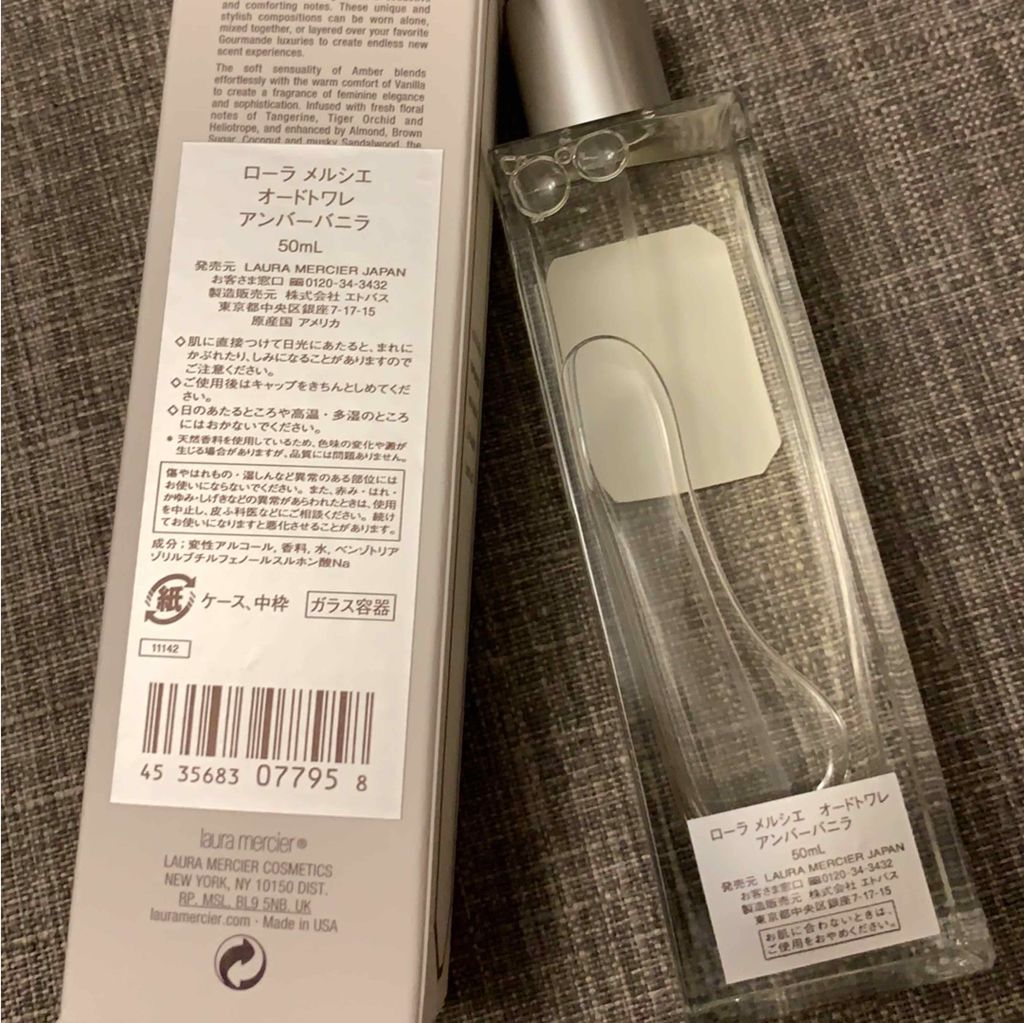 and comforting notes. These unique and
stylish compositions can be worn alone,
mixed together, or layered over your favorite
Gourmande luxuries to create endless new
scent experiences.
The soft sensuality of Amber blends
effortlessly with the warm comfort of Vanilla
to create a fragrance of feminine elegance
and sophistication. Infused with fresh floral
notes of Tangerine, Tiger Orchid and
Heliotrope, and enhanced by Almond, Brown
Sugar, Coconut and musky Sandalwood, the
ローラ メルシエ
オードトワレ
アンバーバニラ
50mL
発売元 LAURA MERCIER JAPAN
お客さま窓口 0120-34-3432
製造販売元 株式会社 エトバス
東京都中央区銀座7-17-15
原産国 アメリカ
◇肌に直接つけて日光にあたると、まれに
かぶれたり、しみになることがありますので
ご注意ください。
◇ご使用後はキャップをきちんとしめてくだ
さい。
◇日のあたるところや高温・多湿のところ
にはおかないでください。
* 天然香料を使用しているため、色味の変化や澱が
生じる場合がありますが、品質には問題ありません。
傷やはれもの・湿しんなど異常のある部位には
お使いにならないでください。また、赤み・はれ・
かゆみ・しげきなどの異常があらわれたときは、使用
を中止し、皮ふ科医などにご相談ください。続け
てお使いになりますと悪化させることがあります。
成分;変性アルコール, 香料, 水, ベンゾトリア
ゾリルブチルフェノールスルホン酸Na
紙 ケース、中枠 ガラス容器
11142
45 35683 07795 8
laura mercier®
LAURA MERCIER COSMETICS
NEW YORK, NY 10150 DIST.
RP. MSL. BL9 5NB. UK
lauramercier.com · Made in USA
ローラ メルシエ オードトワレ
アンバーバニラ
50mL
発売元 LAURA MERCIER JAPAN
お客さま窓口 0120-34-3432
製造販売元 株式会社 エトバス
東京都中央区銀座7-17-15
お肌に合わないときは、
ご使用をおやめください。